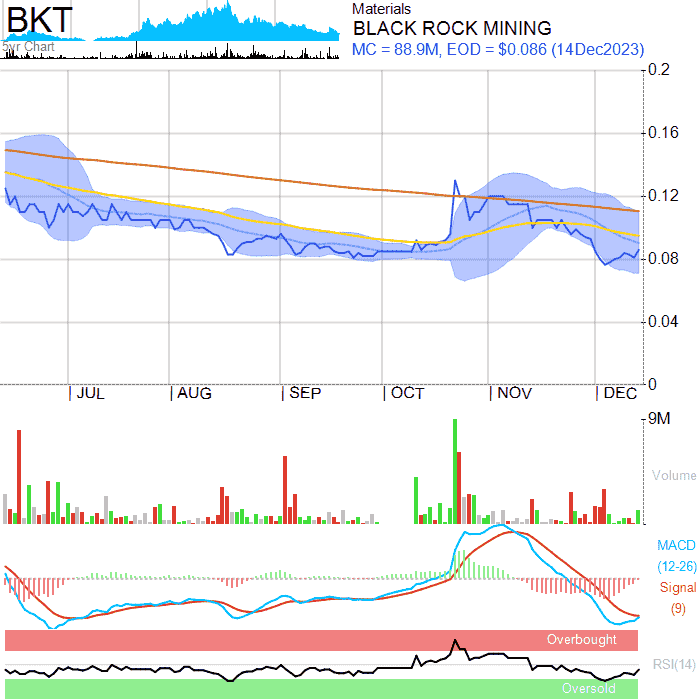 BKT
5yr Chart
Materials
BLACK ROCK MINING
MC = 88.9M, EOD = $0.086 (14Dec2023)
0.2
0.16
0.12
0.08
0.04
0
JUL AUG SEP OCT NOV DEC
9M
Volume
MACD
(12-26)
Signal
(9)
Overbought
RSI(14)
Oversold